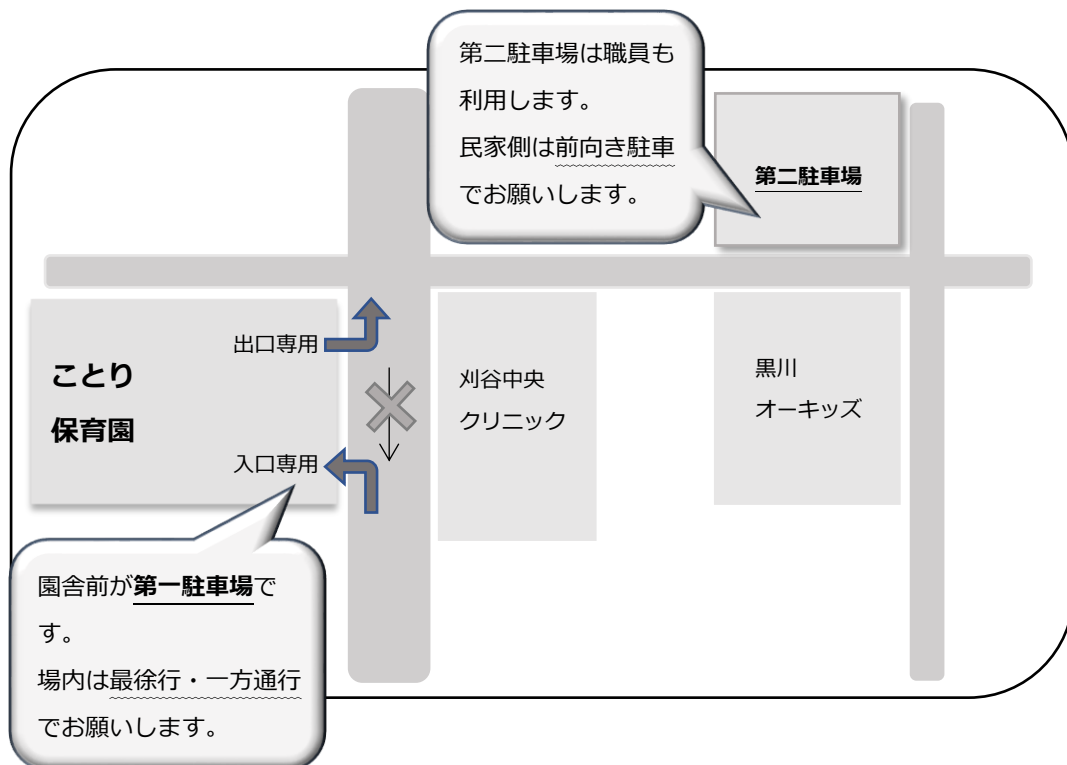 第二駐車場は職員も
利用します。
民家側は前向き駐車
でお願いします。
第二駐車場
出口専用
ことり
保育園
入口専用
刈谷中央
クリニック
黒川
オーキッズ
園舎前が第一駐車場で
す。
場内は最徐行・一方通行
でお願いします。